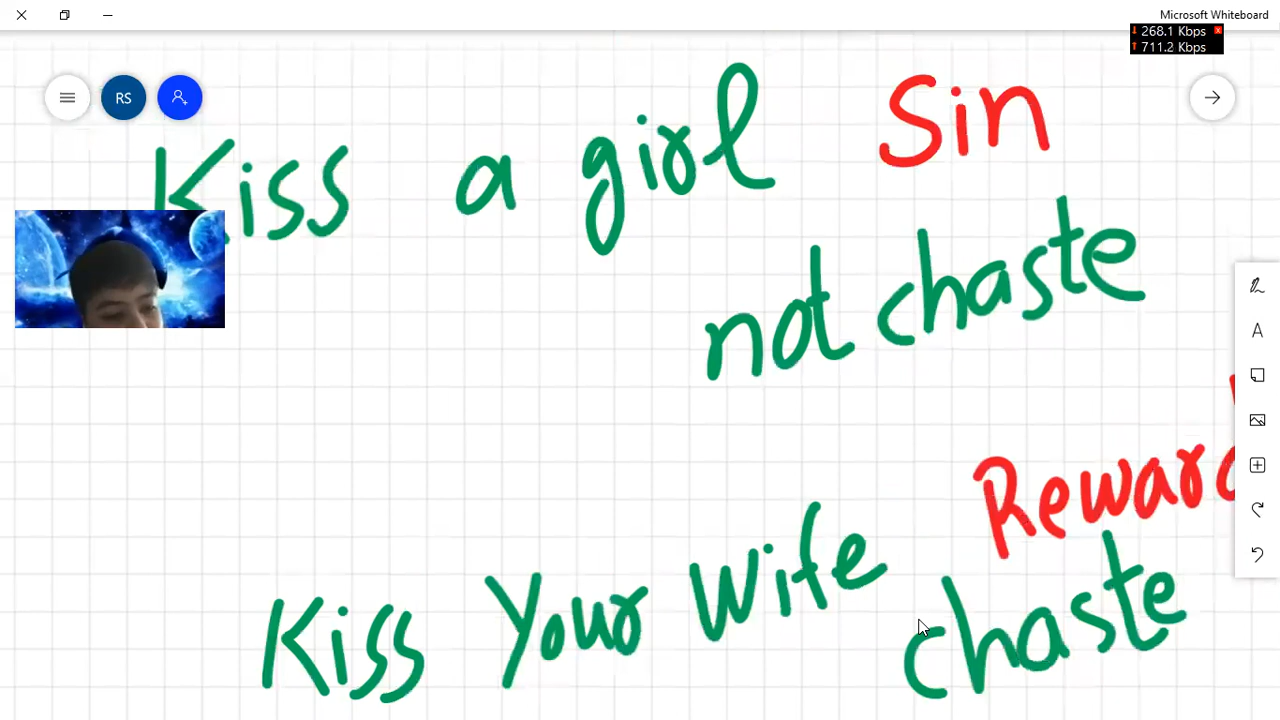 Microsoft Whiteboard
268.1 Kbps
711.2 Kbps
RS
Kiss a girl Sin
not chaste
Reward
Kiss Your Wife chaste
A